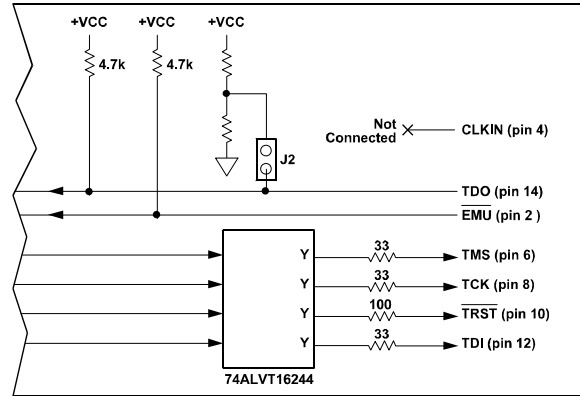 +VCC +VCC +VCC
4.7k 4.7k
Not
Connected
CLKIN (pin 4)
J2
TDO (pin 14)
EMU (pin 2 )
Y 33 TMS (pin 6)
Y 33 TCK (pin 8)
Y 100 TRST (pin 10)
Y 33 TDI (pin 12)
74ALVT16244